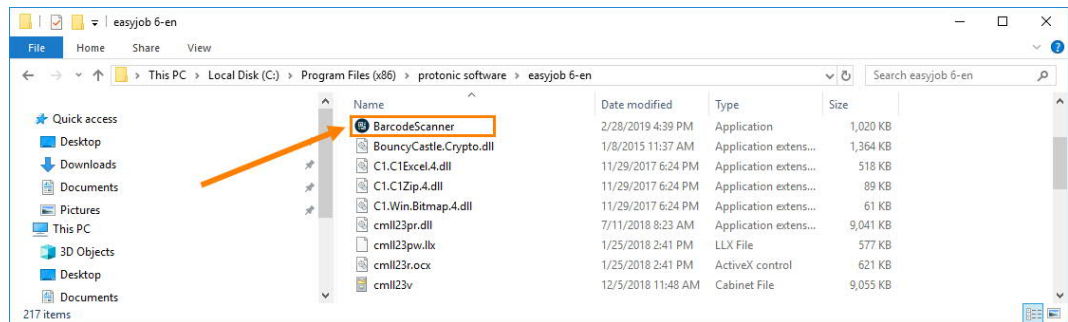 easyjob 6-en
File Home Share View
This PC > Local Disk (C:) > Program Files (x86) > protonic software > easyjob 6-en
Search easyjob 6-en
Quick access
Desktop
Downloads
Documents
Pictures
This PC
3D Objects
Desktop
Documents
Name Date modified Type Size
BarcodeScanner 2/28/2019 4:39 PM Application 1,020 KB
BouncyCastle.Crypto.dll 1/8/2015 11:37 AM Application extens... 1,364 KB
C1.C1Excel.4.dll 11/29/2017 6:24 PM Application extens... 518 KB
C1.C1Zip.4.dll 11/29/2017 6:24 PM Application extens... 89 KB
C1.Win.Bitmap.4.dll 11/29/2017 6:24 PM Application extens... 61 KB
cmll23pr.dll 7/11/2018 8:23 AM Application extens... 9,041 KB
cmll23pw.llx 1/25/2018 2:41 PM LLX File 577 KB
cmll23r.ocx 1/25/2018 2:41 PM ActiveX control 621 KB
cmll23v 12/5/2018 11:48 AM Cabinet File 9,055 KB
217 items